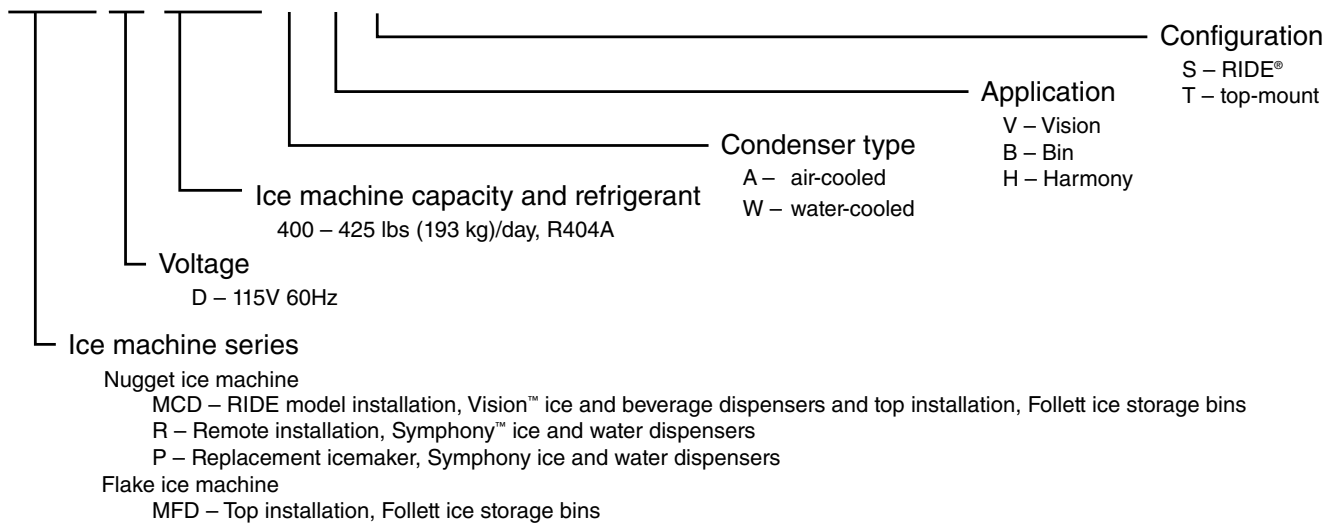 Configuration
S – RIDE®
T – top-mount
Application
V – Vision
B – Bin
H – Harmony
Condenser type
A – air-cooled
W – water-cooled
Ice machine capacity and refrigerant
400 – 425 lbs (193 kg)/day, R404A
Voltage
D – 115V 60Hz
Ice machine series
Nugget ice machine
MCD – RIDE model installation, Vision™ ice and beverage dispensers and top installation, Follett ice storage bins
R – Remote installation, Symphony™ ice and water dispensers
P – Replacement icemaker, Symphony ice and water dispensers
Flake ice machine
MFD – Top installation, Follett ice storage bins